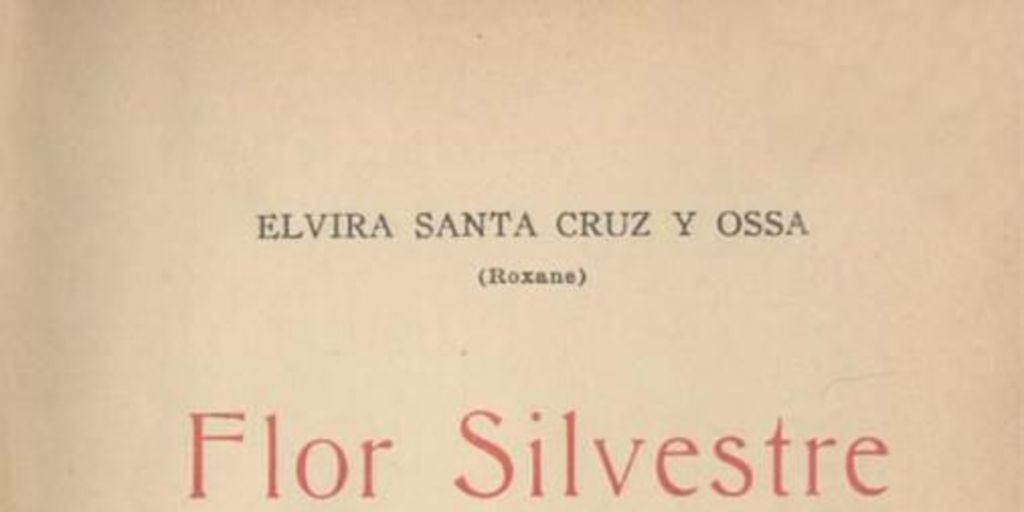 ELVIRA SANTA CRUZ Y OSSA
(Roxane)
Flor Silvestre